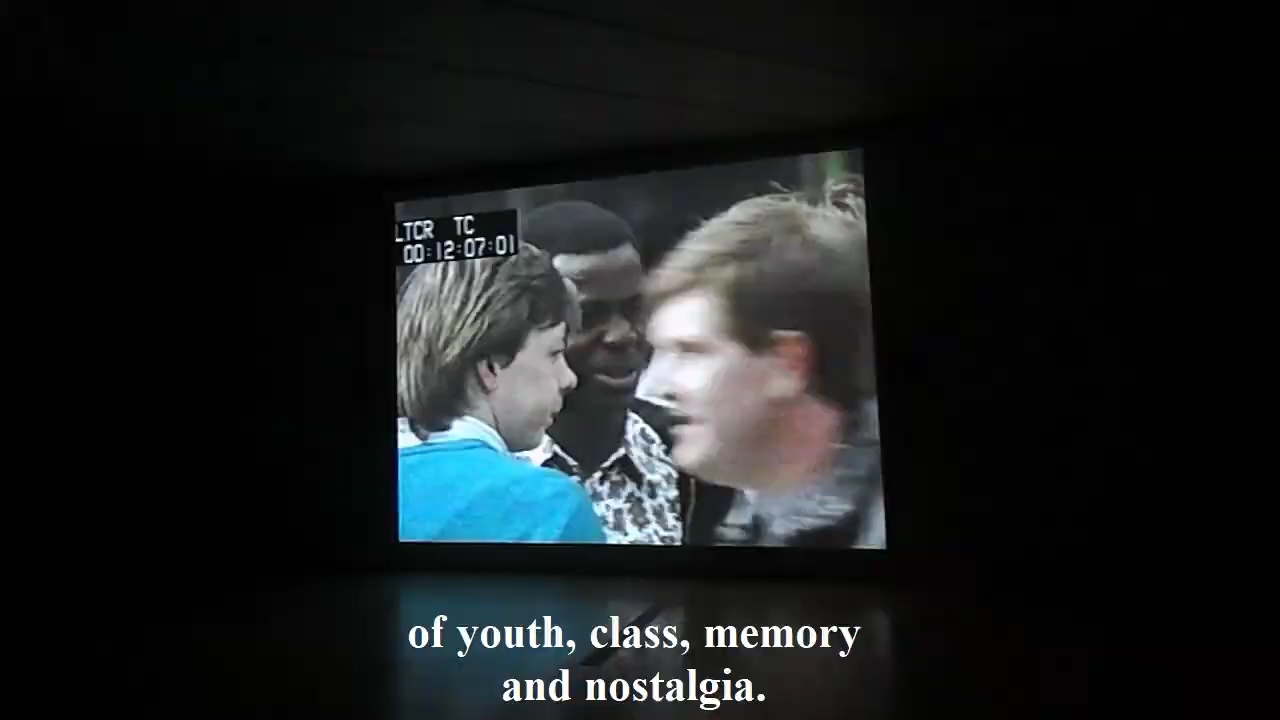 LTCR TC
00:12:07:01
of youth, class, memory
and nostalgia.